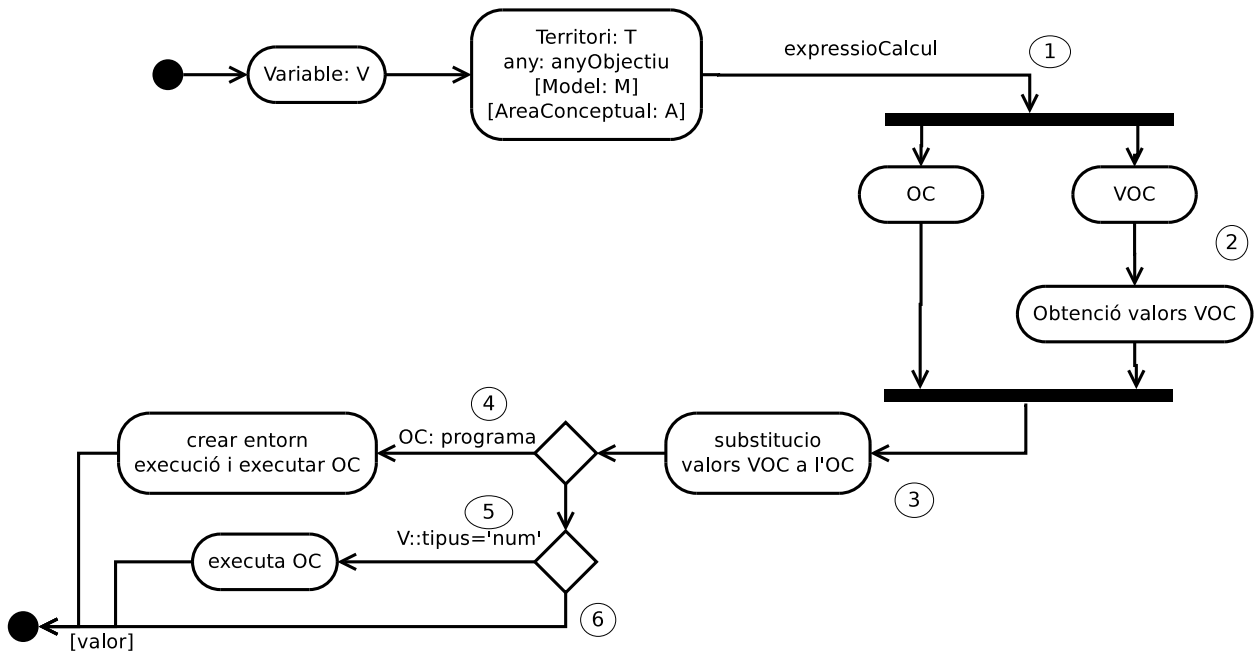 Variable: V
Territori: T
any: anyObjectiu
[Model: M]
[AreaConceptual: A]
expressioCalcul
1
OC
VOC
2
Obtenció valors VOC
substitucio
valors VOC a l'OC
3
4
OC: programa
crear entorn
execució i executar OC
5
V::tipus='num'
executa OC
6
[valor]